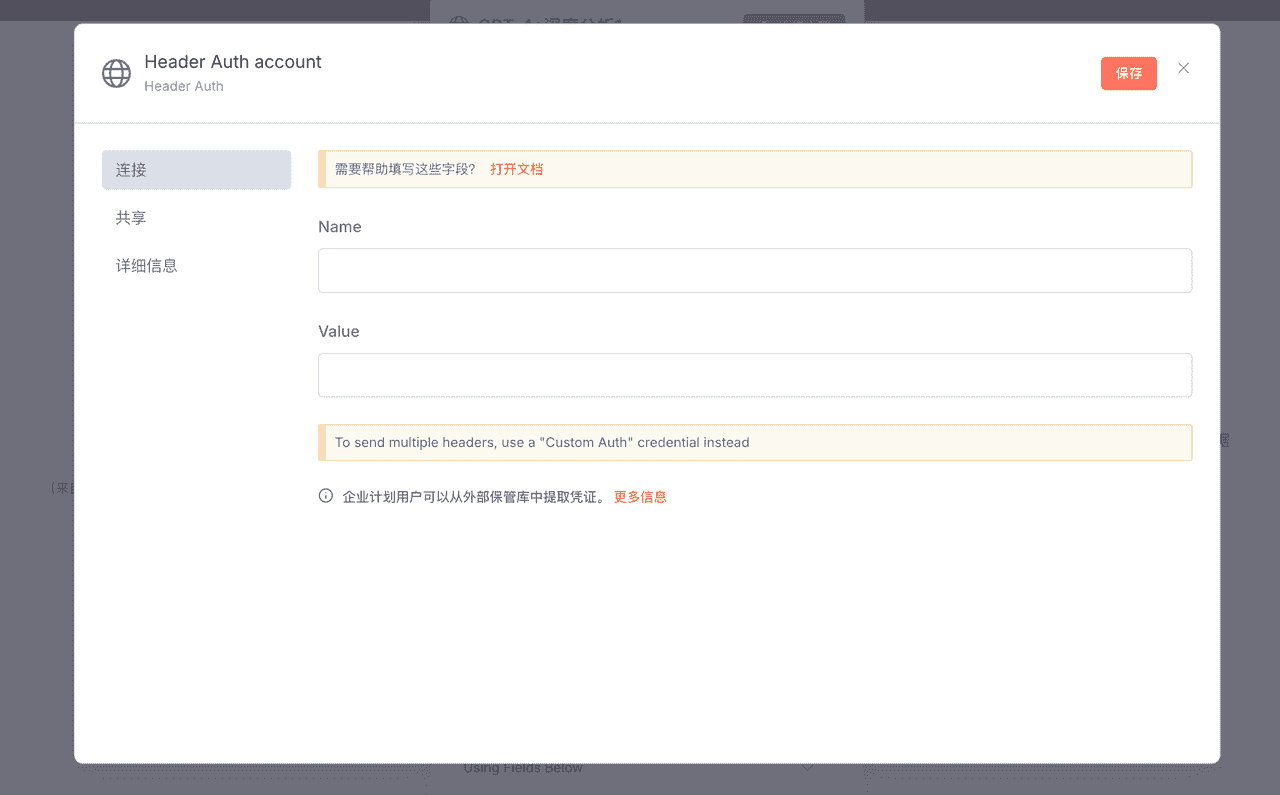 Header Auth account
Header Auth
保存
连接
共享
详细信息
需要帮助填写这些字段? 打开文档
Name
Value
To send multiple headers, use a "Custom Auth" credential instead
企业计划用户可以从外部保管库中提取凭证。 更多信息
(来自
Using Fields Below